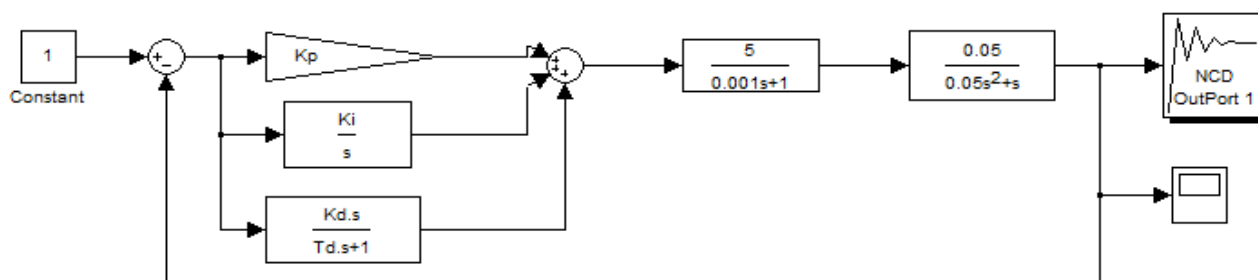 1
Constant
+
−
Kp
Ki
s
Kd.s
Td.s+1
+
+
+
5
0.001s+1
0.05
0.05s²+s
NCD
OutPort 1